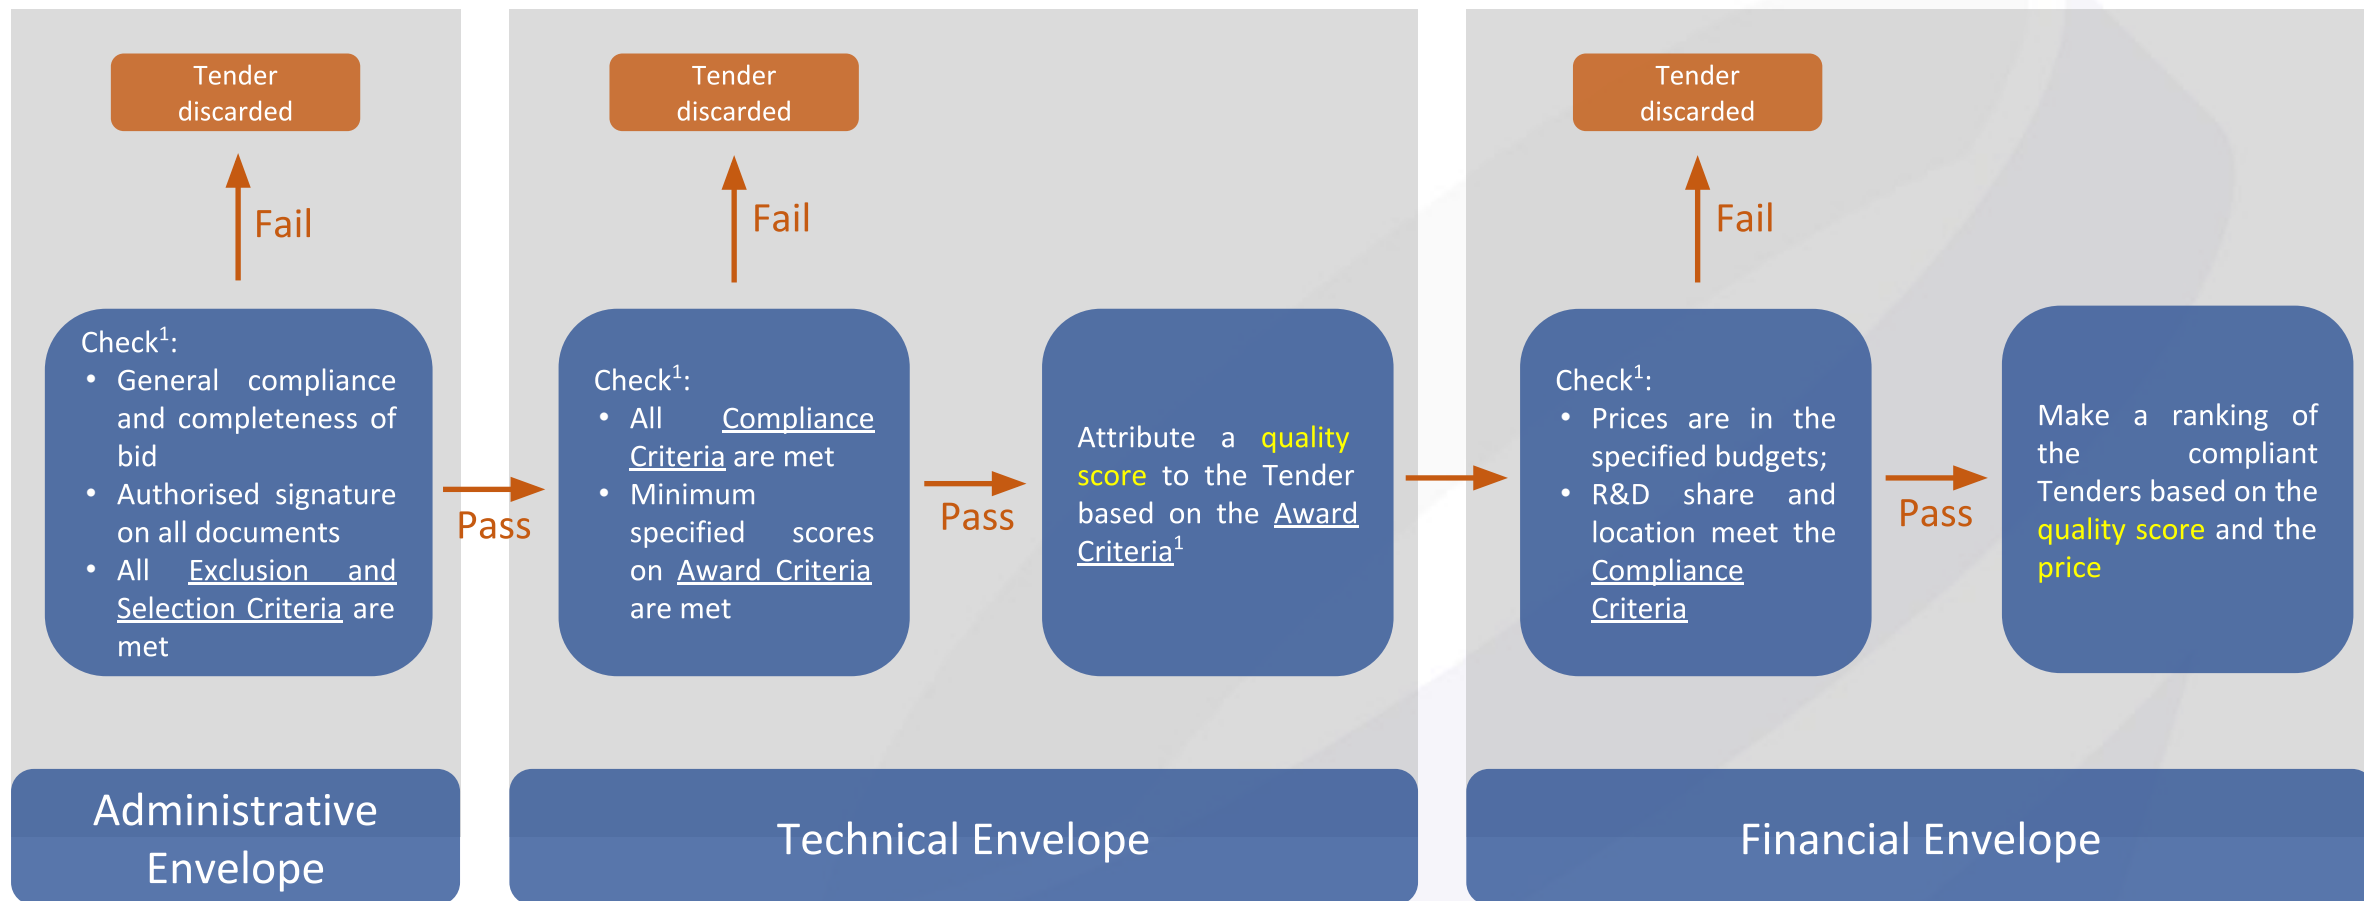 Tender
discarded
Fail
Check¹:
• General compliance
and completeness of
bid
• Authorised signature
on all documents
• All Exclusion and
Selection Criteria are
met
Pass
Administrative
Envelope
Tender
discarded
Fail
Check¹:
• All Compliance
Criteria are met
• Minimum
specified scores
on Award Criteria
are met
Pass
Attribute a quality
score to the Tender
based on the Award
Criteria¹
Technical Envelope
Tender
discarded
Fail
Check¹:
• Prices are in the
specified budgets;
• R&D share and
location meet the
Compliance
Criteria
Pass
Make a ranking of
the compliant
Tenders based on the
quality score and the
price
Financial Envelope